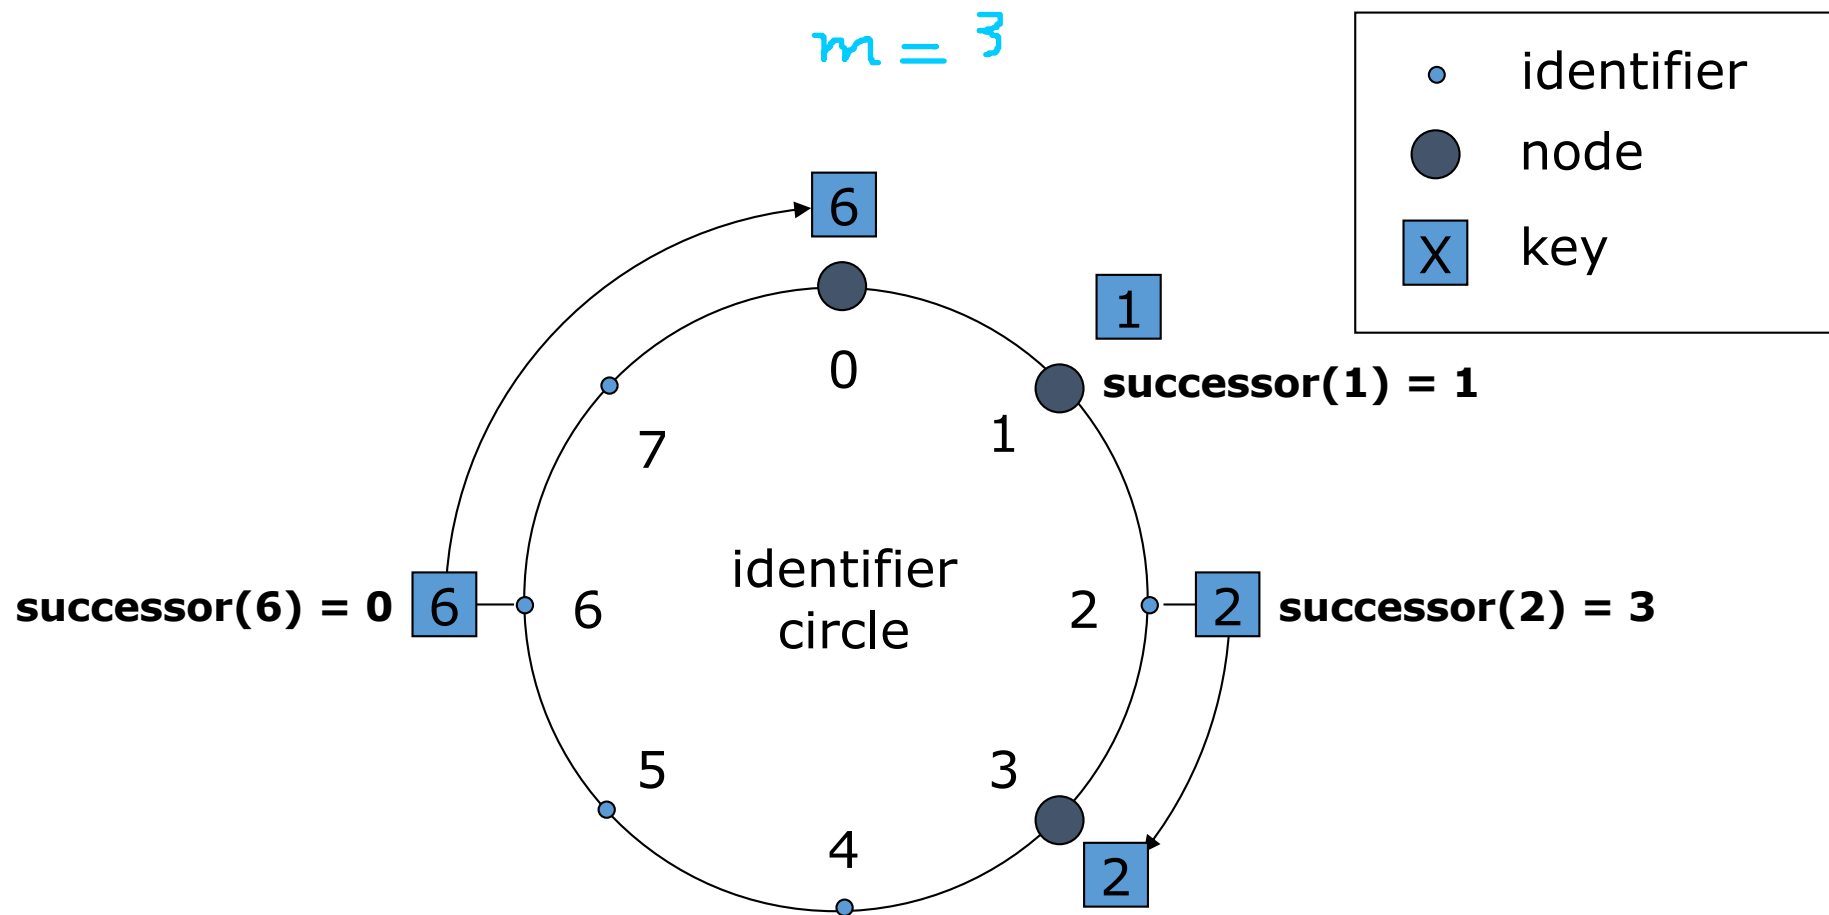 m = 3
identifier
node
X key
6
1
0
successor(1) = 1
7
1
identifier
circle
successor(6) = 0
6
6
2
2
successor(2) = 3
5
3
4
2